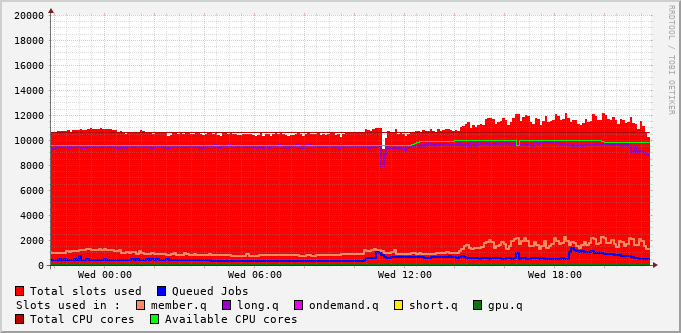 20000
18000
16000
14000
12000
10000
8000
6000
4000
2000
0
Wed 00:00 Wed 06:00 Wed 12:00 Wed 18:00
RRDTOOL / TOBI OETIKER
Total slots used Queued Jobs
Slots used in : member.q long.q ondemand.q short.q gpu.q
Total CPU cores Available CPU cores